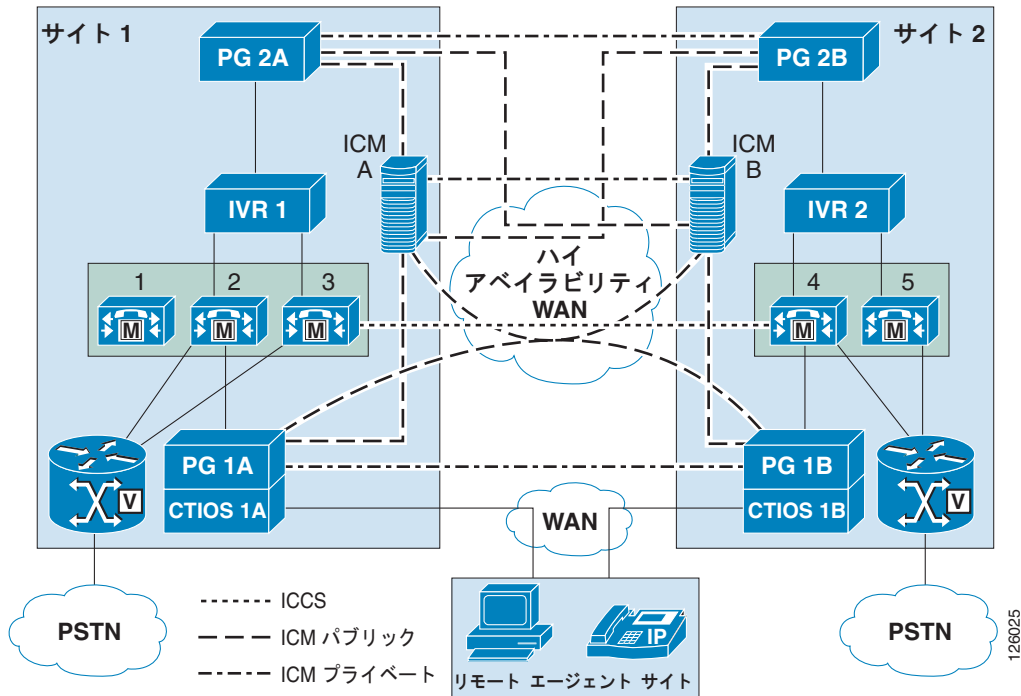 サイト 1
サイト 2
PG 2A
PG 2B
ICM
A
ICM
B
IVR 1
IVR 2
ハイ
アベイラビリティ
WAN
1
2
3
4
5
M
M
M
M
M
PG 1A
CTIOS 1A
PG 1B
CTIOS 1B
V
V
WAN
PSTN
PSTN
ICCS
ICM パブリック
ICM プライベート
IP
リモート エージェント サイト
126025